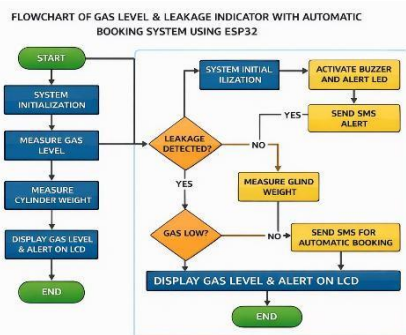 FLOWCHART OF GAS LEVEL & LEAKAGE INDICATOR WITH AUTOMATIC
BOOKING SYSTEM USING ESP32
START
SYSTEM
INITIALIZATION
MEASURE GAS
LEVEL
MEASURE
CYLINDER WEIGHT
DISPLAY GAS LEVEL
& ALERT ON LCD
END
SYSTEM INITIAL
ILIZATION
ACTIVATE BUZZER
AND ALERT LED
YES
SEND SMS
ALERT
LEAKAGE
DETECTED?
NO
YES
MEASURE GLIND
WEIGHT
GAS LOW?
NO
SEND SMS FOR
AUTOMATIC BOOKING
DISPLAY GAS LEVEL & ALERT ON LCD
END